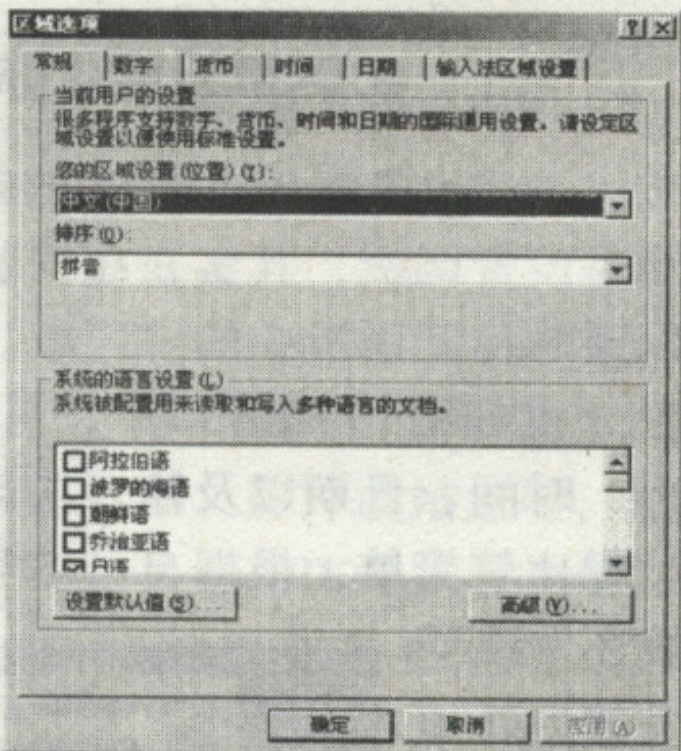 区域选项
常规 数字 货币 时间 日期 输入法区域设置
当前用户的设置
很多程序支持数字、货币、时间和日期的国际通用设置。请设定区
域设置以便使用标准设置。
您的区域设置(位置)(T):
中文(中国)
排序(O):
拼音
系统的语言设置(L)
系统被配置用来读取和写入多种语言的文档。
阿拉伯语
波罗的海语
朝鲜语
乔治亚语
日语
设置默认值(S)...
高级(V)...
确定 取消 应用(A)